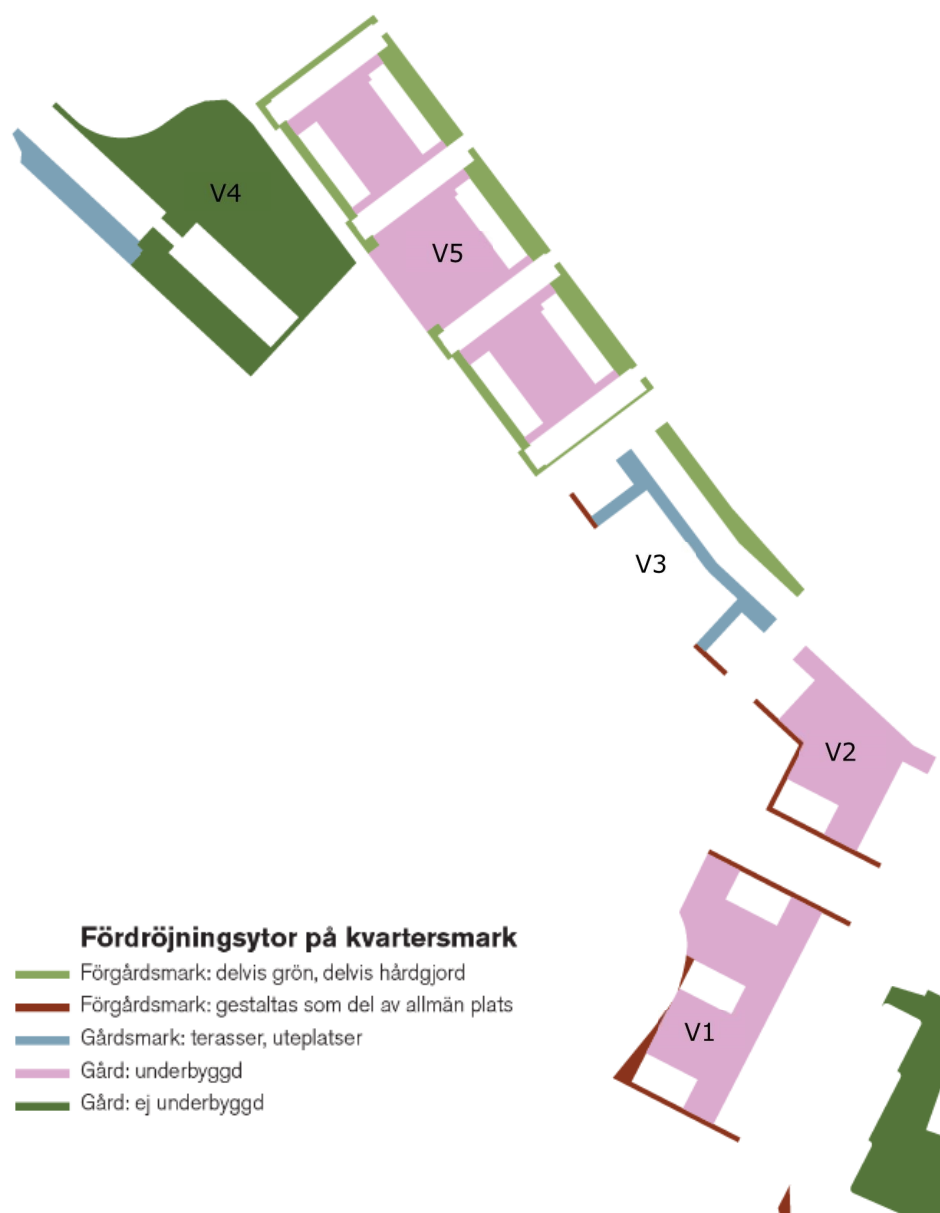 V4
V5
V3
V2
V1
Fördröjningsytor på kvartersmark
Förgårdsmark: delvis grön, delvis hårdgjord
Förgårdsmark: gestaltas som del av allmän plats
Gårdsmark: terasser, uteplatser
Gård: underbyggd
Gård: ej underbyggd